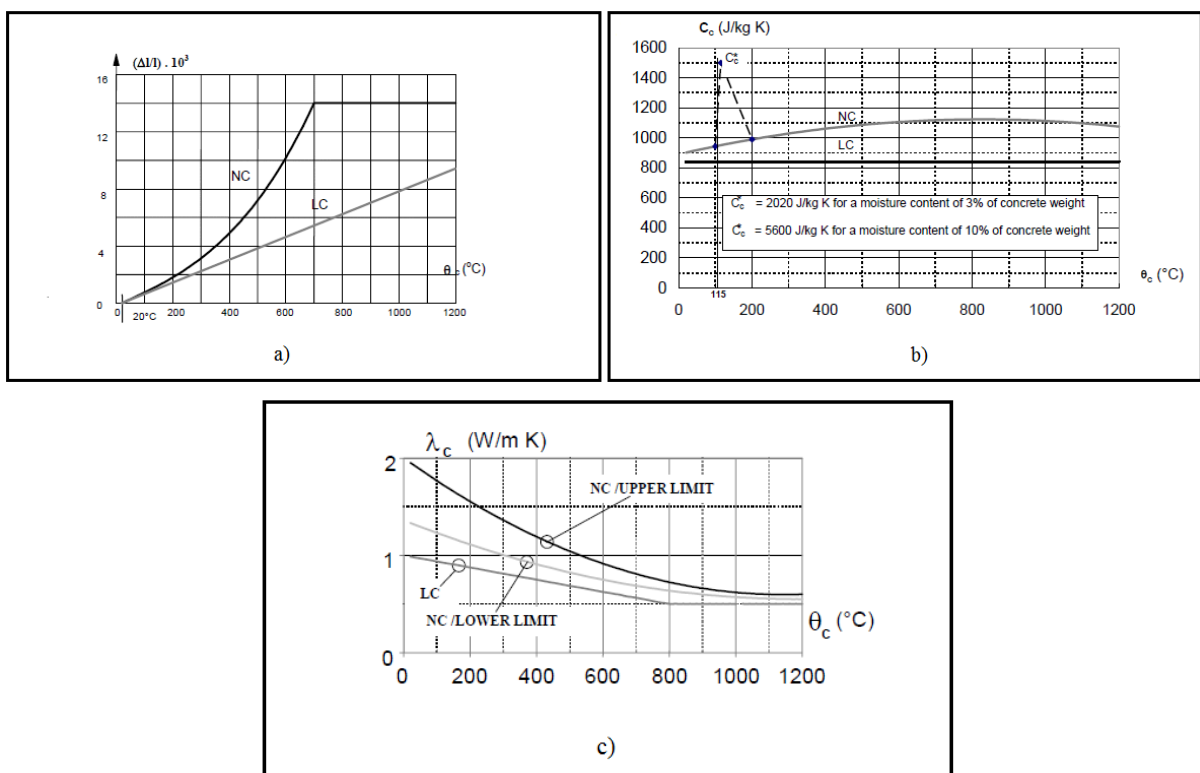 (Δl/l) . 10³
16
12
8
4
0
NC
LC
θ c (°C)
0 20°C 200 400 600 800 1000 1200
a)
Cc (J/kg K)
1600
1400
1200
1000
800
600
400
200
0
C*c
NC
LC
C*c = 2020 J/kg K for a moisture content of 3% of concrete weight
C*c = 5600 J/kg K for a moisture content of 10% of concrete weight
θc (°C)
115
0 200 400 600 800 1000 1200
b)
λc (W/m K)
2
1
0
NC /UPPER LIMIT
LC
NC /LOWER LIMIT
θc (°C)
0 200 400 600 800 1000 1200
c)